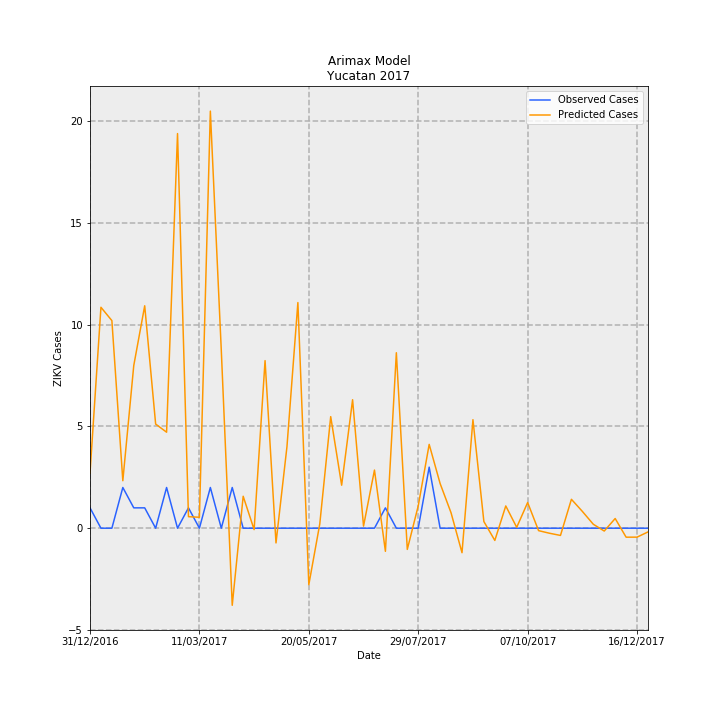 Arimax Model
Yucatan 2017
Observed Cases
Predicted Cases
20
15
10
5
0
−5
ZIKV Cases
31/12/2016
11/03/2017
20/05/2017
29/07/2017
07/10/2017
16/12/2017
Date